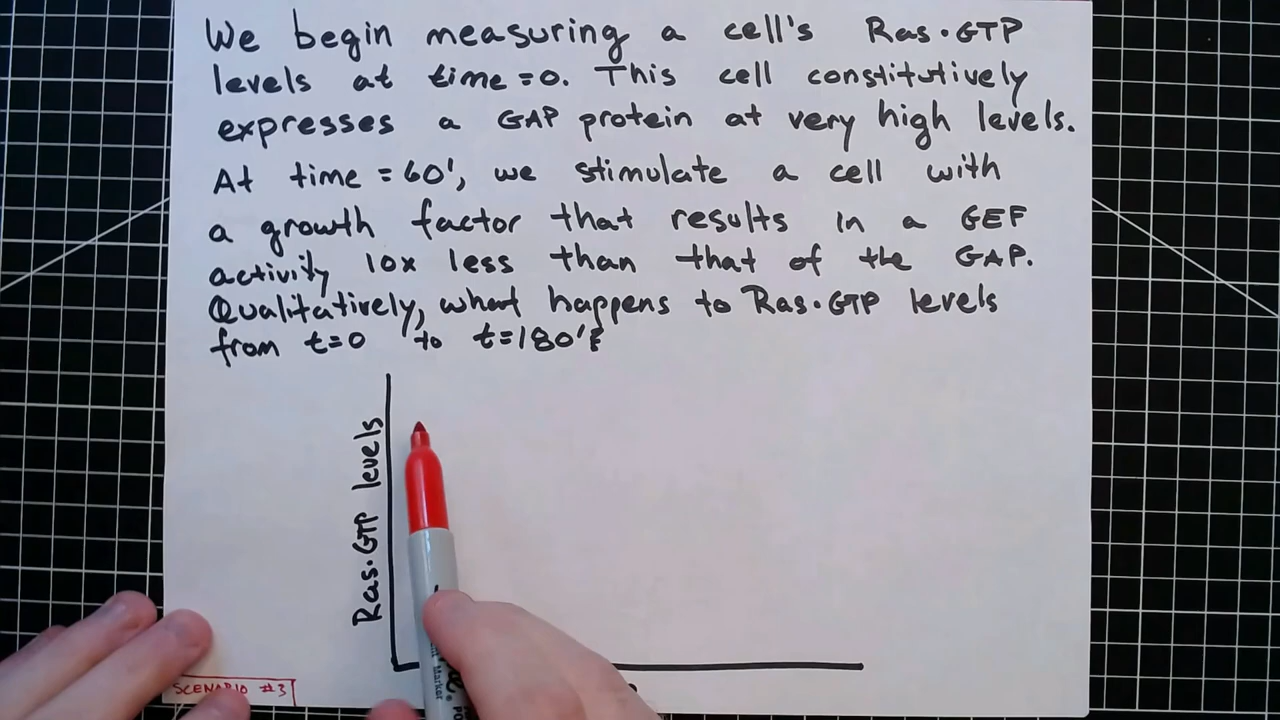 We begin measuring a cell's Ras·GTP
levels at time=0. This cell constitutively
expresses a GAP protein at very high levels.
At time=60', we stimulate a cell with
a growth factor that results in a GEF
activity 10x less than that of the GAP.
Qualitatively, what happens to Ras·GTP levels
from t=0 to t=180'?
Ras·GTP levels
SCENARIO #3
Marker